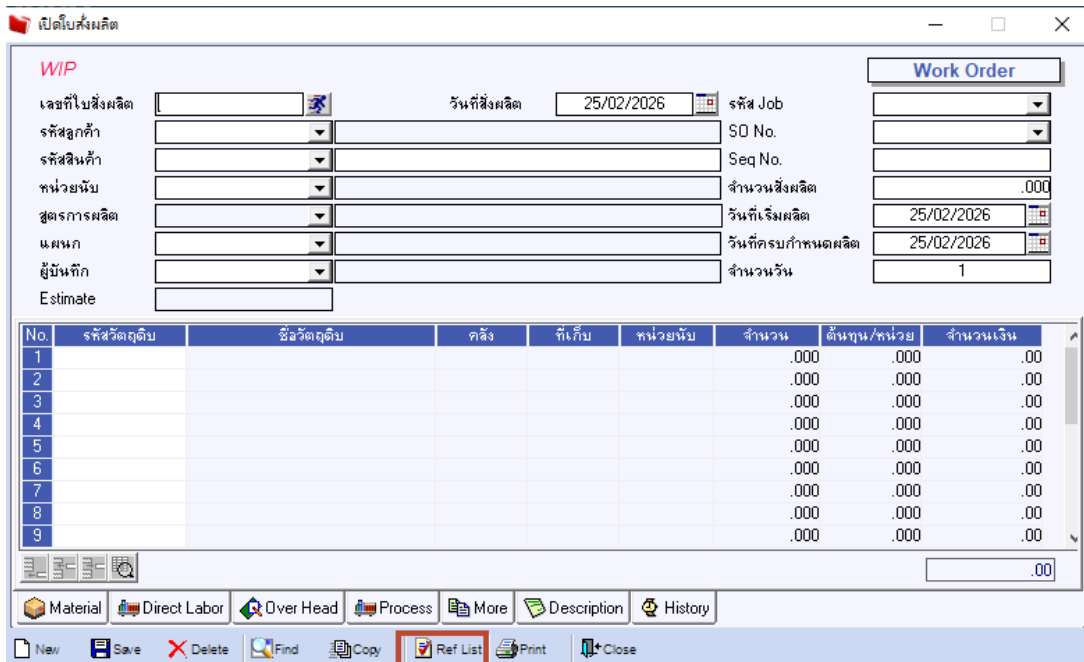 เปิดใบสั่งผลิต
WIP
Work Order
เลขที่ใบสั่งผลิต วันที่สั่งผลิต 25/02/2026 รหัส Job
รหัสลูกค้า SO No.
รหัสสินค้า Seq No.
หน่วยนับ จำนวนสั่งผลิต .000
สูตรการผลิต วันที่เริ่มผลิต 25/02/2026
แผนก วันที่ครบกำหนดผลิต 25/02/2026
ผู้บันทึก จำนวนวัน 1
Estimate
No. รหัสวัตถุดิบ ชื่อวัตถุดิบ คลัง ที่เก็บ หน่วยนับ จำนวน ต้นทุน/หน่วย จำนวนเงิน
1 .000 .000 .00
2 .000 .000 .00
3 .000 .000 .00
4 .000 .000 .00
5 .000 .000 .00
6 .000 .000 .00
7 .000 .000 .00
8 .000 .000 .00
9 .000 .000 .00
.00
Material Direct Labor Over Head Process More Description History
New Save Delete Find Copy Ref List Print Close